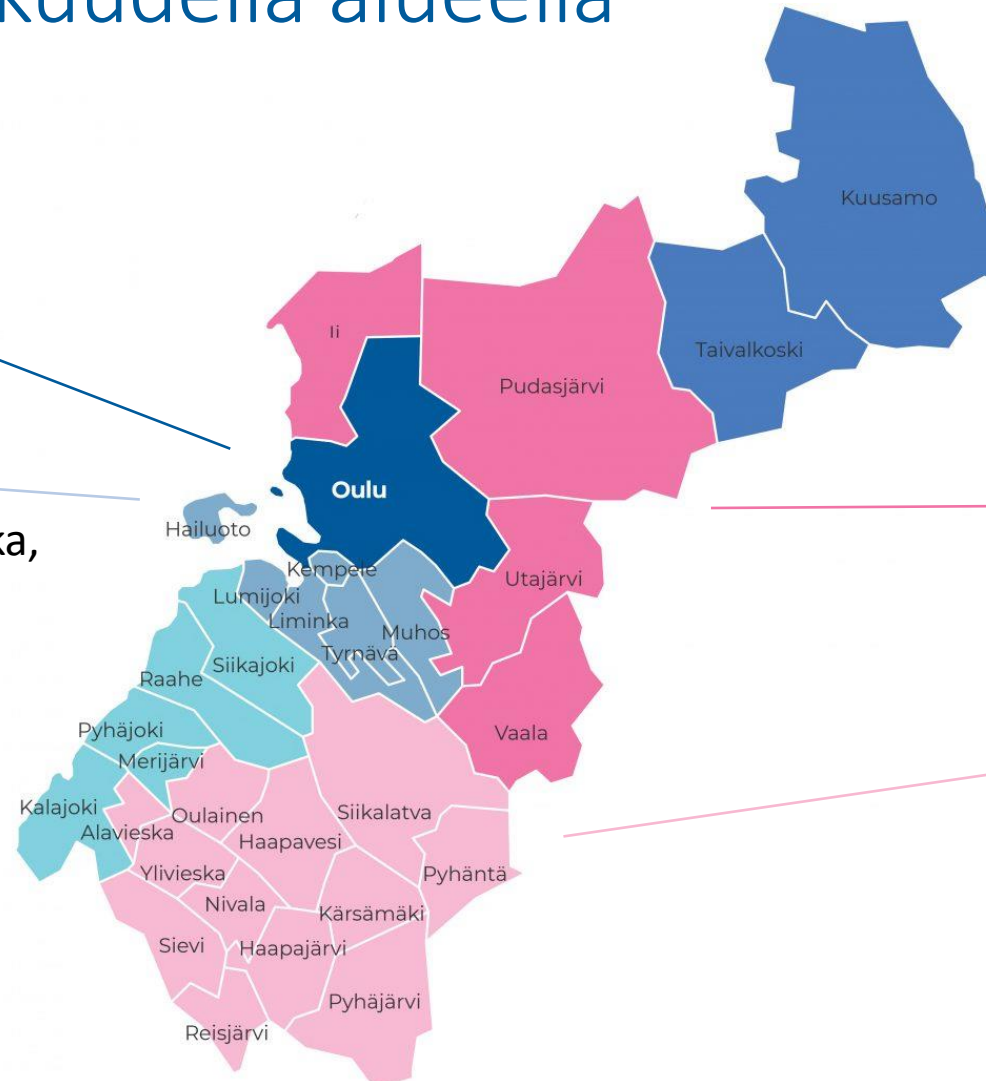 kuudella alueella
Kuusamo
Ii
Taivalkoski
Pudasjärvi
Oulu
Hailuoto
ka,
Kempele
Utajärvi
Lumijoki
Liminka
Muhos
Tyrnävä
Siikajoki
Raahe
Pyhäjoki
Vaala
Merijärvi
Kalajoki
Oulainen
Siikalatva
Alavieska
Haapavesi
Ylivieska
Pyhäntä
Nivala
Kärsämäki
Sievi
Haapajärvi
Pyhäjärvi
Reisjärvi